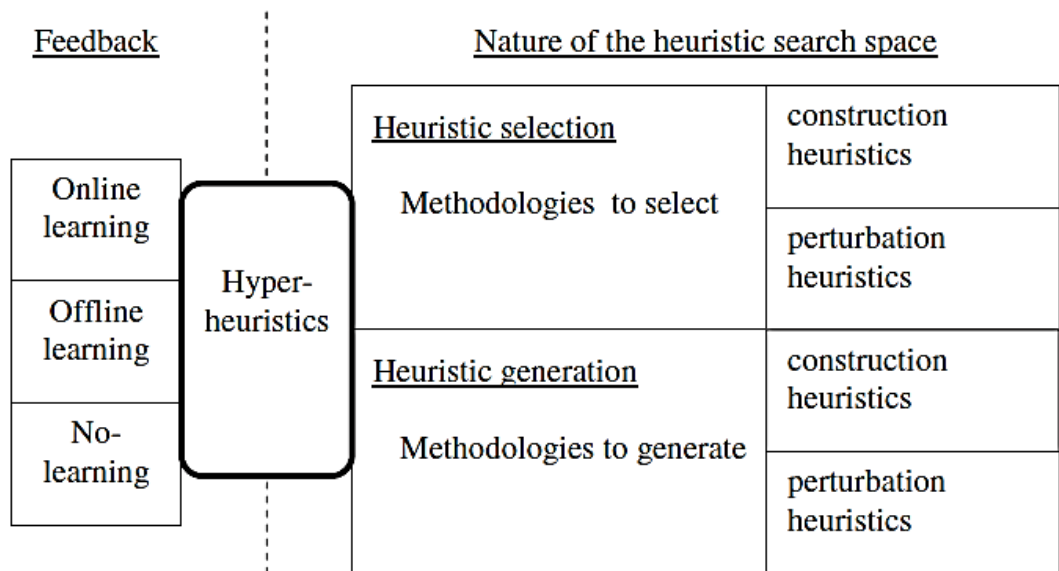 Feedback
Nature of the heuristic search space
Online
learning
Offline
learning
No-
learning
Hyper-
heuristics
Heuristic selection
Methodologies to select
construction
heuristics
perturbation
heuristics
Heuristic generation
Methodologies to generate
construction
heuristics
perturbation
heuristics